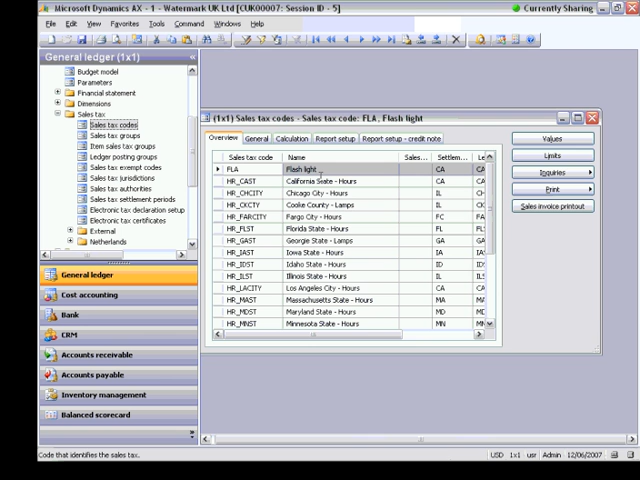 Microsoft Dynamics AX - 1 - Watermark UK Ltd [CUK00007: Session ID - 5]
Currently Sharing
File Edit View Favorites Tools Command Windows Help
General ledger (1x1)
Budget model
Parameters
Financial statement
Dimensions
Sales tax
Sales tax codes
Sales tax groups
Item sales tax groups
Ledger posting groups
Sales tax exempt codes
Sales tax jurisdictions
Sales tax authorities
Sales tax settlement periods
Electronic tax declaration setup
Electronic tax certificates
External
Netherlands
General ledger
Cost accounting
Bank
CRM
Accounts receivable
Accounts payable
Inventory management
Balanced scorecard
(1x1) Sales tax codes - Sales tax code: FLA, Flash light
Overview General Calculation Report setup Report setup - credit note
Sales tax code Name Sales... Settlem... Le
FLA Flash light CA CA
HR_CAST California State - Hours CA CA
HR_CHCITY Chicago City - Hours IL
HR_CKCTY Cooke County - Lamps IL
HR_FARCITY Fargo City - Hours FC
HR_FLST Florida State - Hours FL
HR_GAST Georgie State - Lamps GA
HR_IAST Iowa State - Hours IA
HR_IDST Idaho State - Hours ID
HR_ILST Illinois State - Hours IL
HR_LACITY Los Angeles City - Hours CA
HR_MAST Massachusetts State - Hours MA
HR_MDST Maryland State - Hours MD
HR_MNST Minnesota State - Hours MN
Values
Limits
Inquiries
Print
Sales invoice printout
Code that identifies the sales tax.
USD 1x1 usr Admin 12/06/2007